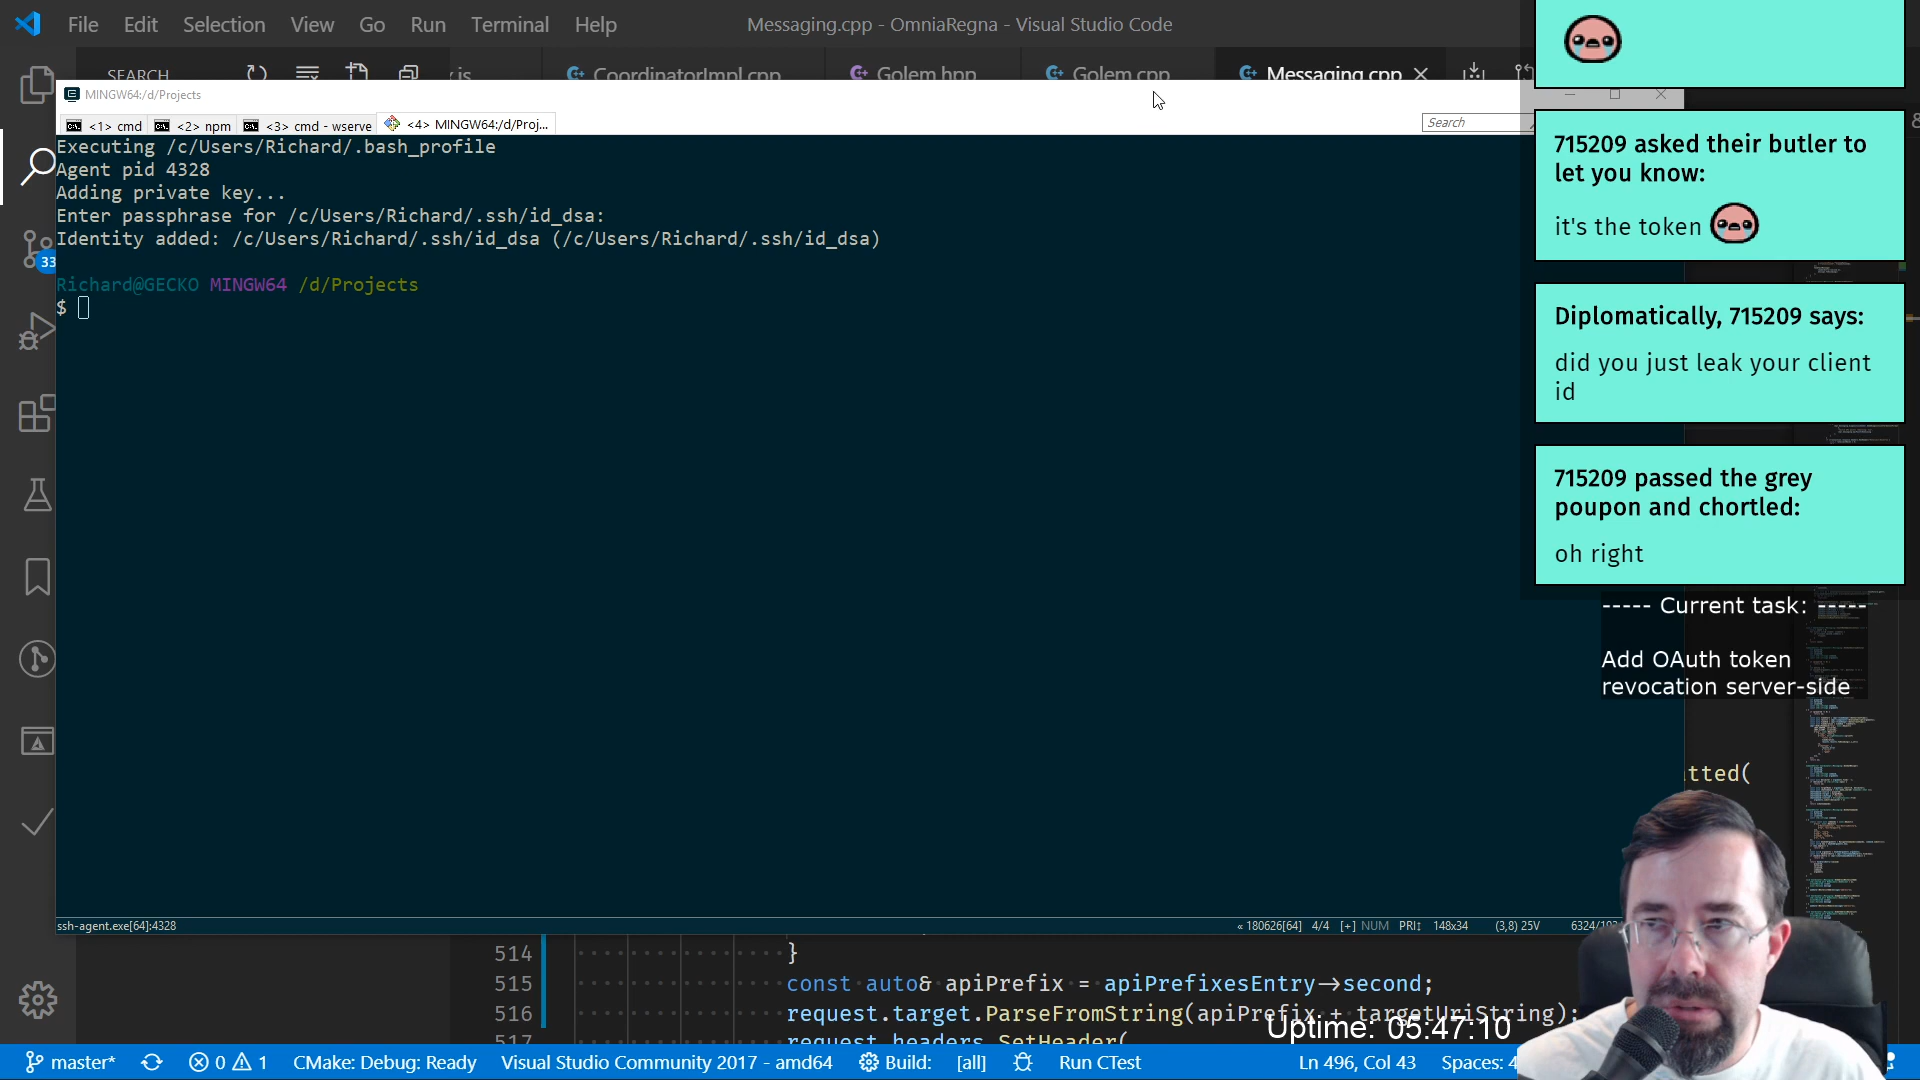 File Edit Selection View Go Run Terminal Help
Messaging.cpp - OmniaRegna - Visual Studio Code
SEARCH
CoordinatorImpl.cpp
Golem.hpp
Golem.cpp
Messaging.cpp
MINGW64:/d/Projects
<1> cmd
<2> npm
<3> cmd - wserve
<4> MINGW64:/d/Proj...
Search
Executing /c/Users/Richard/.bash_profile
Agent pid 4328
Adding private key...
Enter passphrase for /c/Users/Richard/.ssh/id_dsa:
Identity added: /c/Users/Richard/.ssh/id_dsa (/c/Users/Richard/.ssh/id_dsa)
Richard@GECKO MINGW64 /d/Projects
$
33
715209 asked their butler to
let you know:
it's the token
Diplomatically, 715209 says:
did you just leak your client
id
715209 passed the grey
poupon and chortled:
oh right
----- Current task: -----
Add OAuth token
revocation server-side
tted(
ssh-agent.exe[64]:4328
« 180626[64] 4/4 [+] NUM PRI↕ 148x34 (3,8) 25V
514 }
515 const auto& apiPrefix = apiPrefixesEntry->second;
516 request.target.ParseFromString(apiPrefix + targetUriString);
517 request.headers.SetHeader(
Uptime: 05:47:10
master* 0 1 CMake: Debug: Ready Visual Studio Community 2017 - amd64 Build: [all] Run CTest Ln 496, Col 43 Spaces: 4